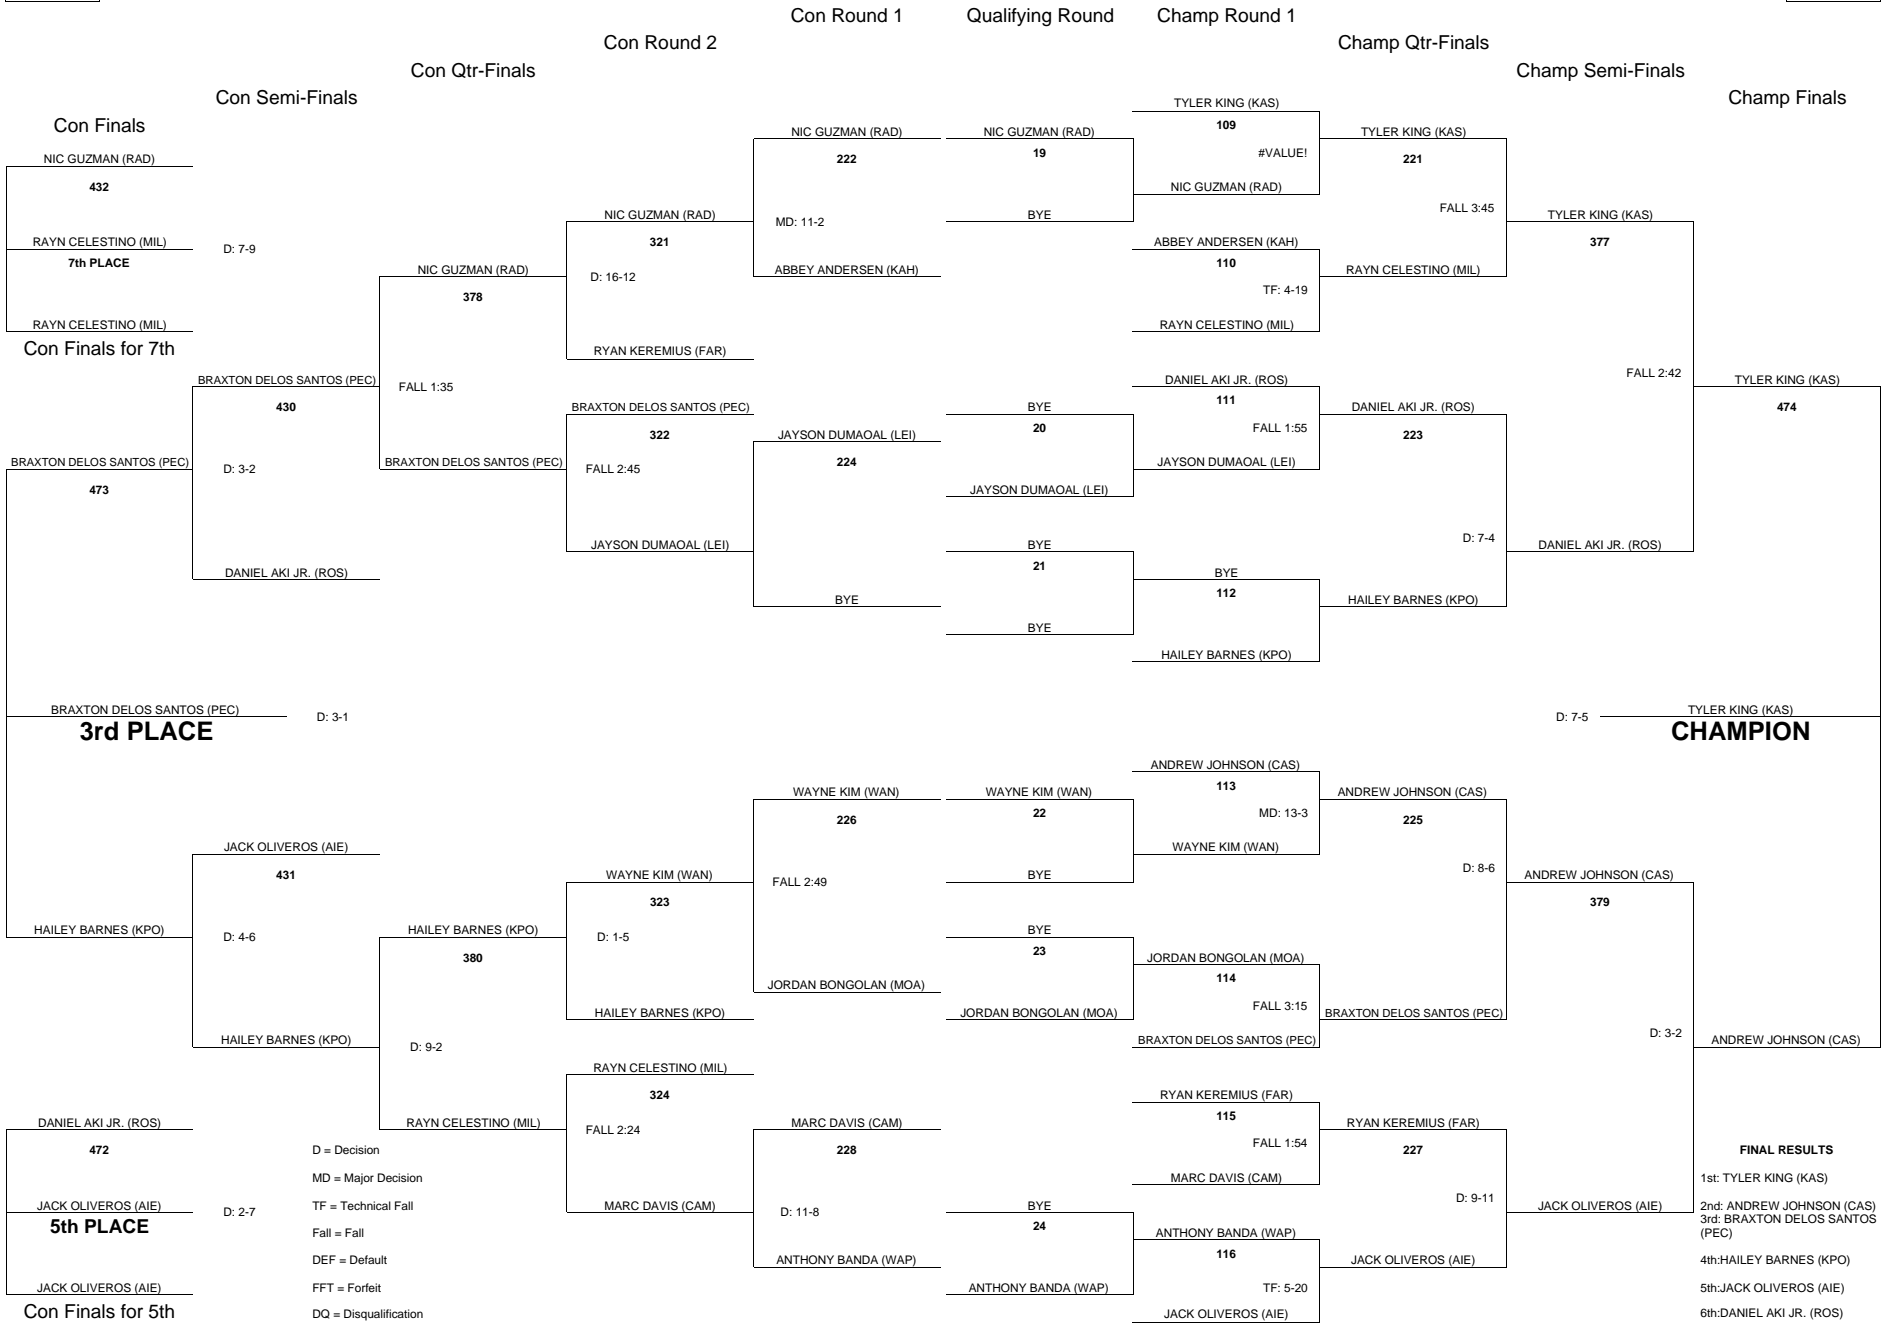 Con Round 1
Qualifying Round
Champ Round 1
Con Round 2
Champ Qtr-Finals
Con Qtr-Finals
Champ Semi-Finals
Con Semi-Finals
Champ Finals
Con Finals
NIC GUZMAN (RAD)
432
RAYN CELESTINO (MIL)
D: 7-9
7th PLACE
RAYN CELESTINO (MIL)
Con Finals for 7th
BRAXTON DELOS SANTOS (PEC)
473
BRAXTON DELOS SANTOS (PEC)
D: 3-1
3rd PLACE
HAILEY BARNES (KPO)
DANIEL AKI JR. (ROS)
472
JACK OLIVEROS (AIE)
D: 2-7
5th PLACE
JACK OLIVEROS (AIE)
Con Finals for 5th
BRAXTON DELOS SANTOS (PEC)
430
D: 3-2
DANIEL AKI JR. (ROS)
JACK OLIVEROS (AIE)
431
D: 4-6
HAILEY BARNES (KPO)
D = Decision
MD = Major Decision
TF = Technical Fall
Fall = Fall
DEF = Default
FFT = Forfeit
DQ = Disqualification
NIC GUZMAN (RAD)
378
FALL 1:35
BRAXTON DELOS SANTOS (PEC)
HAILEY BARNES (KPO)
380
D: 9-2
RAYN CELESTINO (MIL)
NIC GUZMAN (RAD)
321
D: 16-12
RYAN KEREMIUS (FAR)
BRAXTON DELOS SANTOS (PEC)
322
FALL 2:45
JAYSON DUMAOAL (LEI)
WAYNE KIM (WAN)
323
D: 1-5
HAILEY BARNES (KPO)
RAYN CELESTINO (MIL)
324
FALL 2:24
MARC DAVIS (CAM)
NIC GUZMAN (RAD)
222
MD: 11-2
ABBEY ANDERSEN (KAH)
JAYSON DUMAOAL (LEI)
224
BYE
WAYNE KIM (WAN)
226
FALL 2:49
JORDAN BONGOLAN (MOA)
MARC DAVIS (CAM)
228
D: 11-8
ANTHONY BANDA (WAP)
NIC GUZMAN (RAD)
19
BYE
BYE
20
JAYSON DUMAOAL (LEI)
BYE
21
BYE
WAYNE KIM (WAN)
22
BYE
BYE
23
JORDAN BONGOLAN (MOA)
BYE
24
ANTHONY BANDA (WAP)
TYLER KING (KAS)
109
#VALUE!
NIC GUZMAN (RAD)
ABBEY ANDERSEN (KAH)
110
TF: 4-19
RAYN CELESTINO (MIL)
DANIEL AKI JR. (ROS)
111
FALL 1:55
JAYSON DUMAOAL (LEI)
BYE
112
HAILEY BARNES (KPO)
ANDREW JOHNSON (CAS)
113
MD: 13-3
WAYNE KIM (WAN)
JORDAN BONGOLAN (MOA)
114
FALL 3:15
BRAXTON DELOS SANTOS (PEC)
RYAN KEREMIUS (FAR)
115
FALL 1:54
MARC DAVIS (CAM)
ANTHONY BANDA (WAP)
116
TF: 5-20
JACK OLIVEROS (AIE)
TYLER KING (KAS)
221
FALL 3:45
RAYN CELESTINO (MIL)
DANIEL AKI JR. (ROS)
223
D: 7-4
HAILEY BARNES (KPO)
ANDREW JOHNSON (CAS)
225
D: 8-6
BRAXTON DELOS SANTOS (PEC)
RYAN KEREMIUS (FAR)
227
D: 9-11
JACK OLIVEROS (AIE)
TYLER KING (KAS)
377
FALL 2:42
DANIEL AKI JR. (ROS)
ANDREW JOHNSON (CAS)
379
D: 3-2
JACK OLIVEROS (AIE)
TYLER KING (KAS)
474
D: 7-5
TYLER KING (KAS)
CHAMPION
ANDREW JOHNSON (CAS)
FINAL RESULTS
1st: TYLER KING (KAS)
2nd: ANDREW JOHNSON (CAS)
3rd: BRAXTON DELOS SANTOS
(PEC)
4th:HAILEY BARNES (KPO)
5th:JACK OLIVEROS (AIE)
6th:DANIEL AKI JR. (ROS)